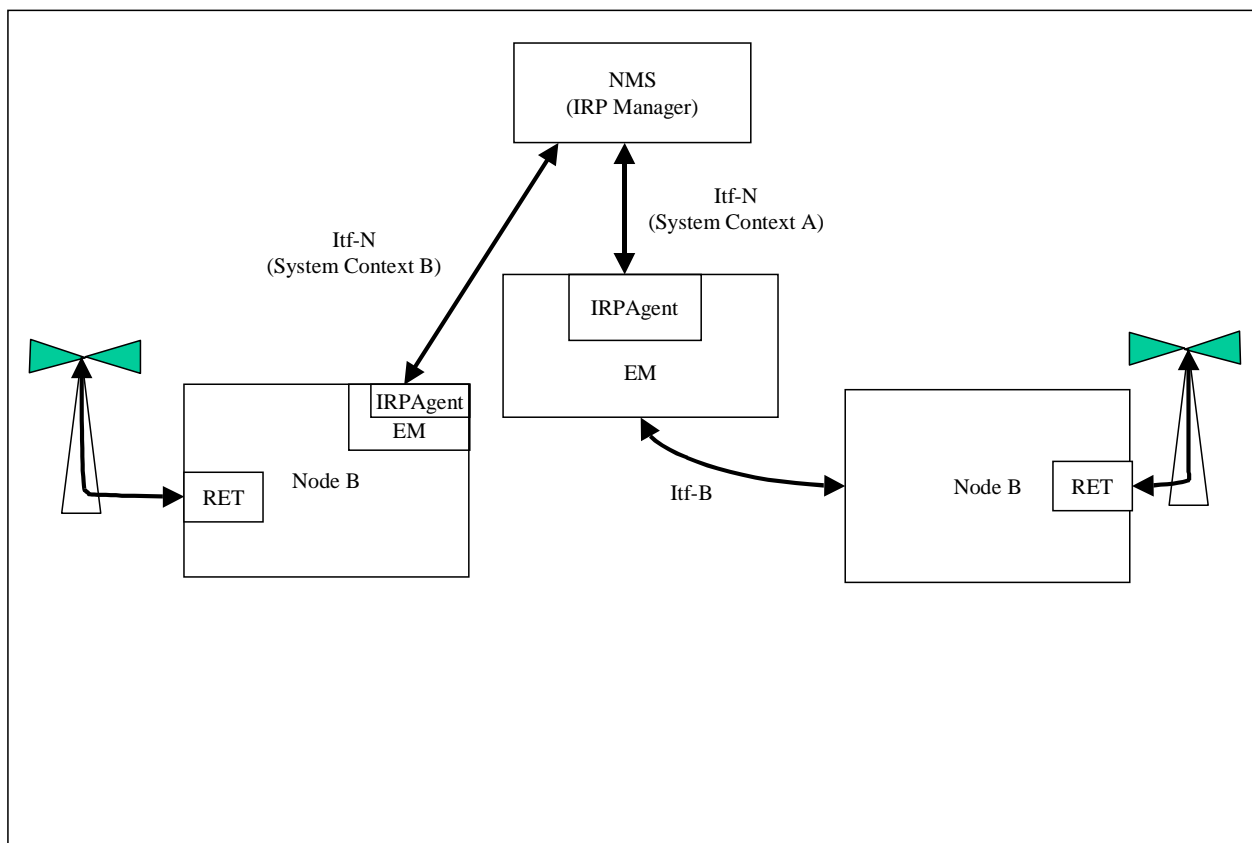 NMS
(IRP Manager)
Itf-N
(System Context A)
Itf-N
(System Context B)
IRPAgent
EM
IRPAgent
EM
Node B
RET
Itf-B
Node B
RET